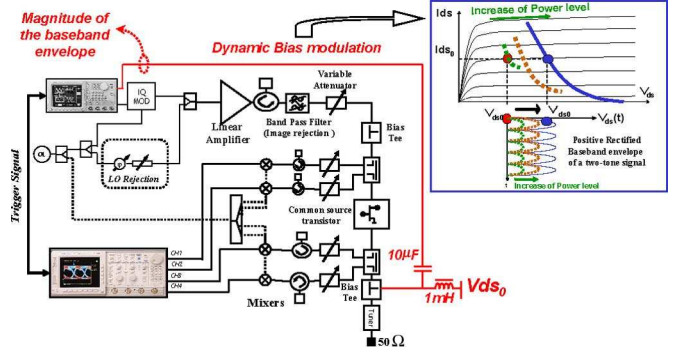 Magnitude of
the baseband
envelope
Dynamic Bias modulation
IQ
MOD
Variable
Attenuator
Linear
Amplifier
Band Pass Filter
(Image rejection )
Bias
Tee
α
φ
LO Rejection
Trigger Signal
Common source
transistor
CH1
CH2
CH3
CH4
Mixers
Bias
Tee
10µF
1mH
Vds0
Tuner
50 Ω
Ids
Increase of Power level
Ids0
Vds
Vds0
Vds0
Vds(t)
Positive Rectified
Baseband envelope
of a two-tone signal
t
Increase of Power level